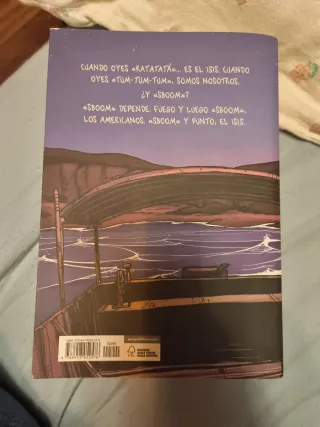 CUANDO OYES «RATATATÁ»... ES EL ISIS. CUANDO
OYES «TUM-TUM-TUM», SOMOS NOSOTROS.
¿Y «SBOOM»?
«SBOOM» DEPENDE. FUEGO Y LUEGO «SBOOM»,
LOS AMERICANOS. «SBOOM» Y PUNTO, EL ISIS.